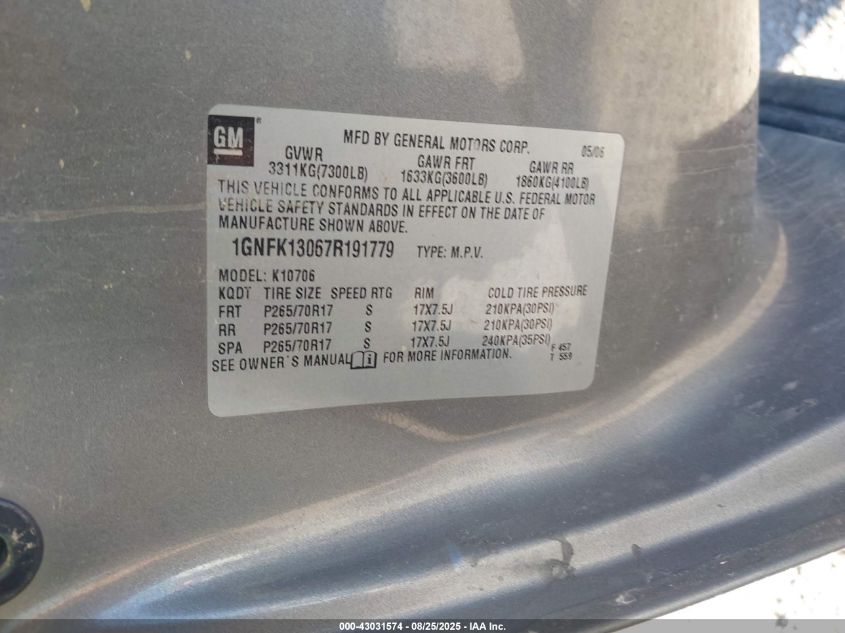 GM
MFD BY GENERAL MOTORS CORP. 05/06
GVWR GAWR FRT GAWR RR
3311KG(7300LB) 1633KG(3600LB) 1860KG(4100LB)
THIS VEHICLE CONFORMS TO ALL APPLICABLE U.S. FEDERAL MOTOR
VEHICLE SAFETY STANDARDS IN EFFECT ON THE DATE OF
MANUFACTURE SHOWN ABOVE.
1GNFK13067R191779 TYPE: M.P.V.
MODEL: K10706
KQDT TIRE SIZE SPEED RTG RIM COLD TIRE PRESSURE
FRT P265/70R17 S 17X7.5J 210KPA(30PSI)
RR P265/70R17 S 17X7.5J 210KPA(30PSI)
SPA P265/70R17 S 17X7.5J 240KPA(35PSI)
SEE OWNER'S MANUAL FOR MORE INFORMATION.
F 457
T 559
000-43031574 | 08/25/2025 - IAA Inc.